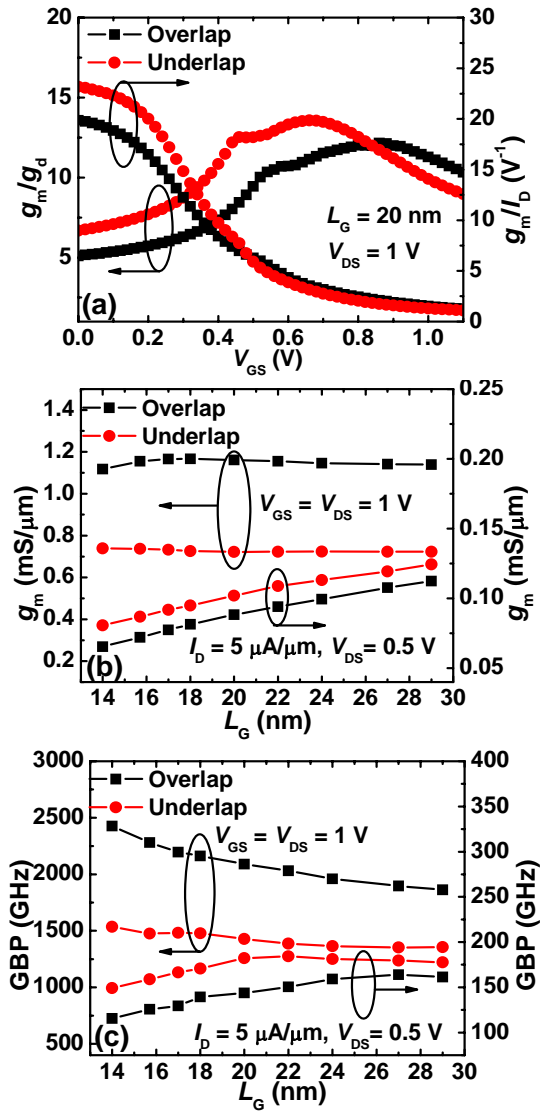 20
30
Overlap
Underlap
15
25
20
10
15
10
5
5
0
gm/gd
gm/ID (V-1)
LG = 20 nm
VDS = 1 V
(a)
0.0 0.2 0.4 0.6 0.8 1.0
VGS (V)
1.4
1.2
1.0
0.8
0.6
0.4
0.2
0.25
0.20
0.15
0.10
0.05
Overlap
Underlap
gm (mS/μm)
gm (mS/μm)
VGS = VDS = 1 V
ID = 5 μA/μm, VDS= 0.5 V
(b)
14 16 18 20 22 24 26 28 30
LG (nm)
3000
2500
2000
1500
1000
500
400
350
300
250
200
150
100
Overlap
Underlap
GBP (GHz)
GBP (GHz)
VGS = VDS = 1 V
ID = 5 μA/μm, VDS= 0.5 V
(c)
14 16 18 20 22 24 26 28 30
LG (nm)